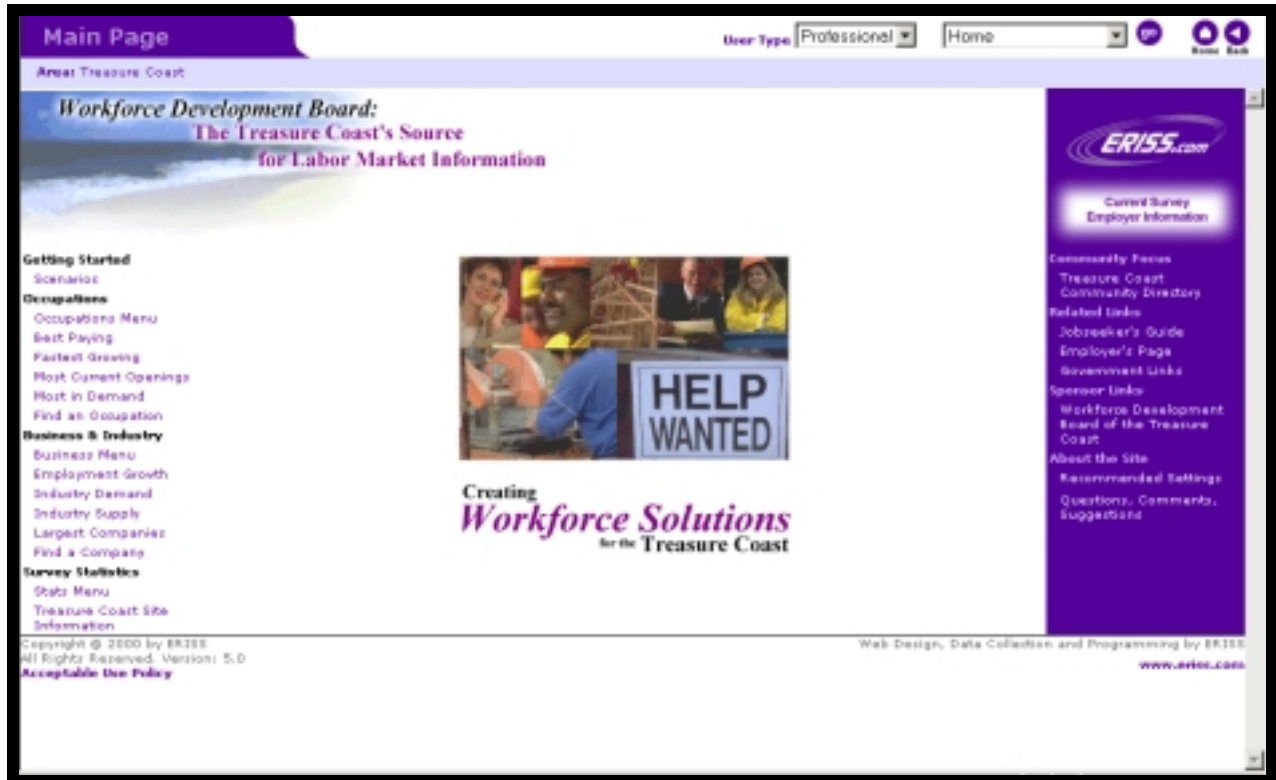 Main Page
User Type Professional Home go Home Back
Area: Treasure Coast
Workforce Development Board:
The Treasure Coast's Source
for Labor Market Information
Getting Started
Scenarios
Occupations
Occupations Menu
Best Paying
Fastest Growing
Most Current Openings
Most in Demand
Find an Occupation
Business & Industry
Business Menu
Employment Growth
Industry Demand
Industry Supply
Largest Companies
Find a Company
Survey Statistics
Stats Menu
Treasure Coast Site
Information
HELP
WANTED
Creating
Workforce Solutions
for the Treasure Coast
ERISS.com
Current Survey
Employer Information
Community Focus
Treasure Coast
Community Directory
Related Links
Jobseeker's Guide
Employer's Page
Government Links
Sponsor Links
Workforce Development
Board of the Treasure
Coast
About the Site
Recommended Settings
Questions, Comments,
Suggestions
Copyright @ 2000 by ERISS
All Rights Reserved. Version: 5.0
Acceptable Use Policy
Web Design, Data Collection and Programming by ERISS
www.eriss.com